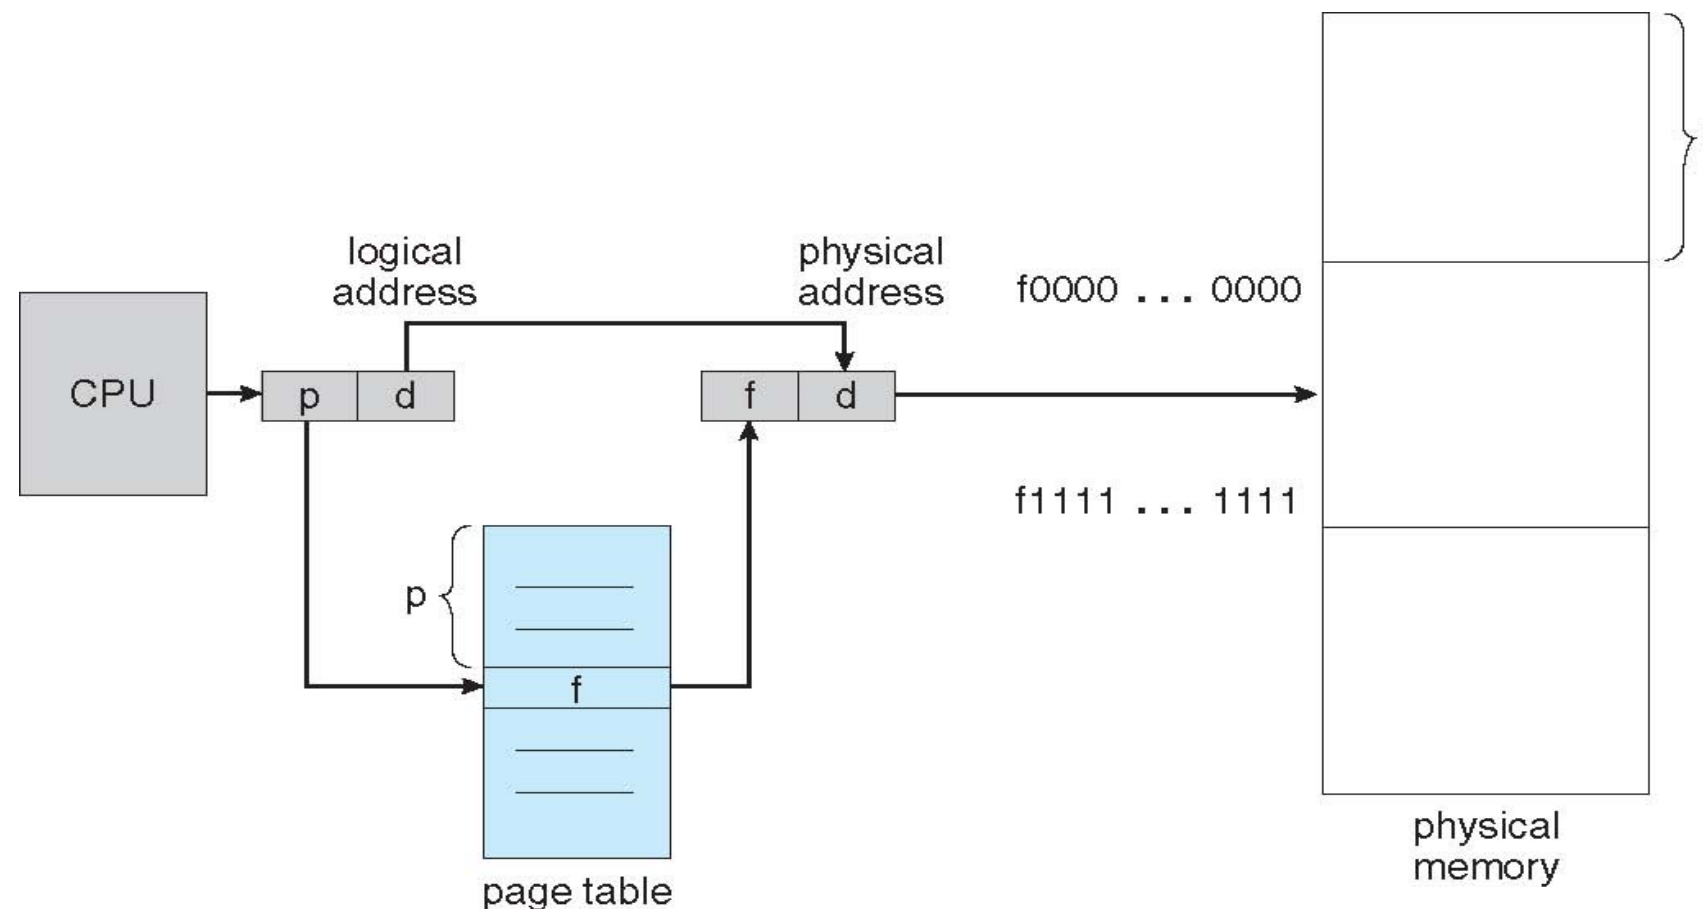 logical
address
physical
address
f0000 ... 0000
CPU
p
d
f
d
f1111 ... 1111
p
f
page table
physical
memory